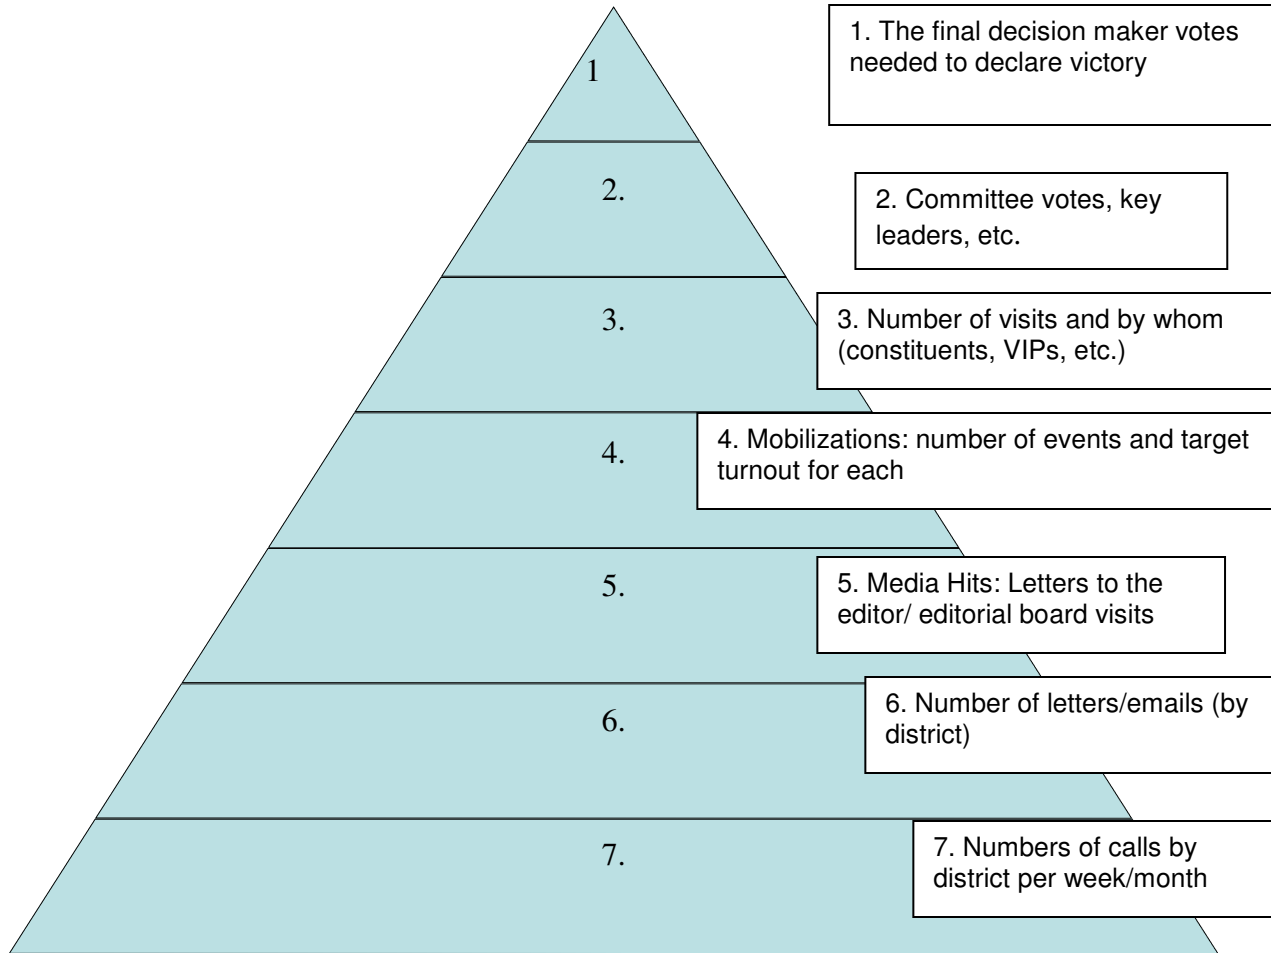 1
1. The final decision maker votes
needed to declare victory
2.
2. Committee votes, key
leaders, etc.
3.
3. Number of visits and by whom
(constituents, VIPs, etc.)
4.
4. Mobilizations: number of events and target
turnout for each
5.
5. Media Hits: Letters to the
editor/ editorial board visits
6.
6. Number of letters/emails (by
district)
7.
7. Numbers of calls by
district per week/month